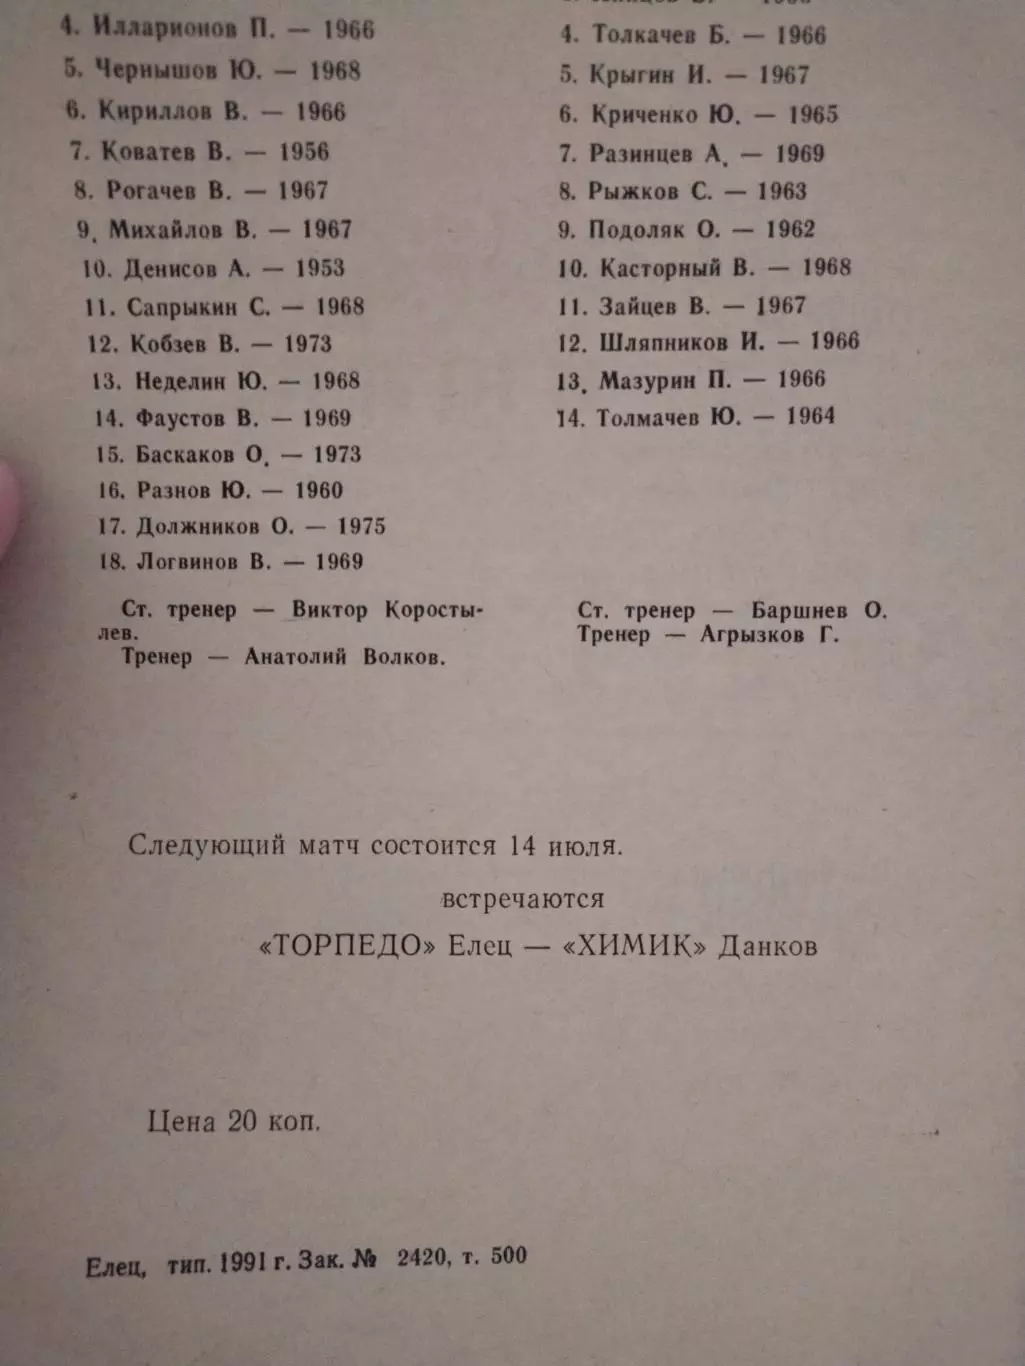 4. Илларионов П. — 1966
5. Чернышов Ю. — 1968
6. Кириллов В. — 1966
7. Коватев В. — 1956
8. Рогачев В. — 1967
9. Михайлов В. — 1967
10. Денисов А. — 1953
11. Сапрыкин С. — 1968
12. Кобзев В. — 1973
13. Неделин Ю. — 1968
14. Фаустов В. — 1969
15. Баскаков О. — 1973
16. Разнов Ю. — 1960
17. Должников О. — 1975
18. Логвинов В. — 1969
Ст. тренер — Виктор Коросты-
лев.
Тренер — Анатолий Волков.
4. Толкачев Б. — 1966
5. Крыгин И. — 1967
6. Криченко Ю. — 1965
7. Разинцев А. — 1969
8. Рыжков С. — 1963
9. Подоляк О. — 1962
10. Касторный В. — 1968
11. Зайцев В. — 1967
12. Шляпников И. — 1966
13. Мазурин П. — 1966
14. Толмачев Ю. — 1964
Ст. тренер — Баршнев О.
Тренер — Агрызков Г.
Следующий матч состоится 14 июля.
встречаются
«ТОРПЕДО» Елец — «ХИМИК» Данков
Цена 20 коп.
Елец, тип. 1991 г. Зак. № 2420, т. 500